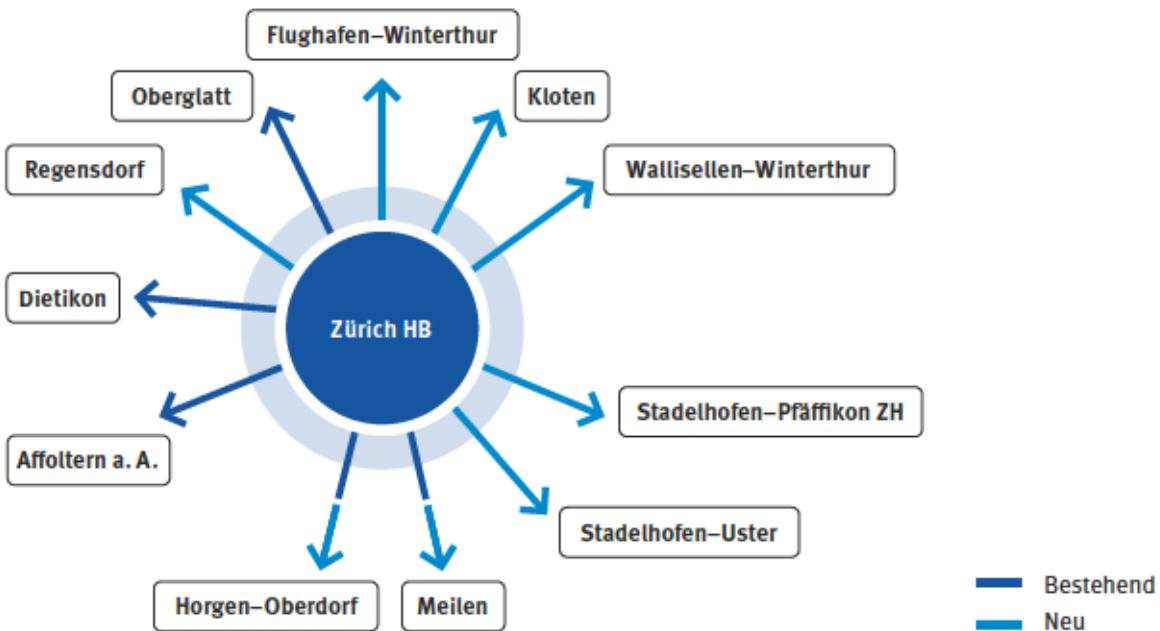 Flughafen–Winterthur
Oberglatt
Kloten
Regensdorf
Wallisellen–Winterthur
Dietikon
Zürich HB
Stadelhofen–Pfäffikon ZH
Affoltern a. A.
Stadelhofen–Uster
Horgen–Oberdorf
Meilen
Bestehend
Neu